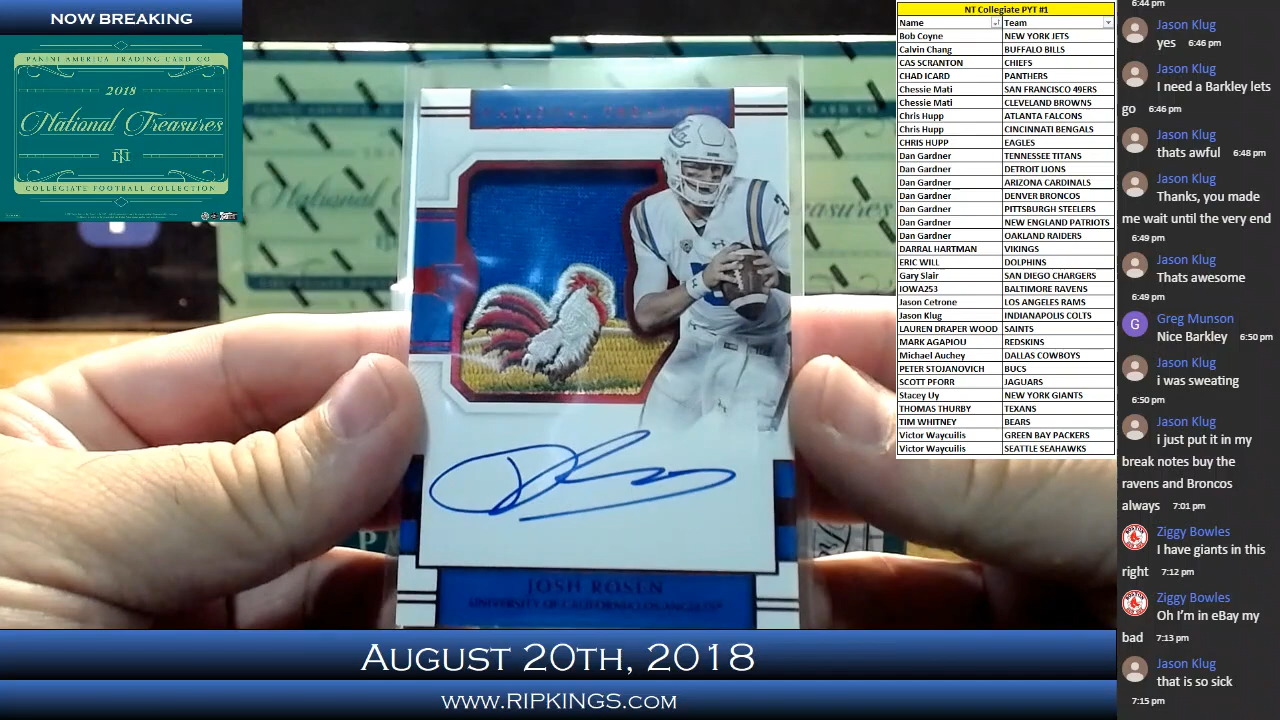 NOW BREAKING
PANINI AMERICA TRADING CARD CO
2018
National Treasures
NT
COLLEGIATE FOOTBALL COLLECTION
JOSH ROSEN
UNIVERSITY OF CALIFORNIA-LOS ANGELES
AUGUST 20TH, 2018
WWW.RIPKINGS.COM
NT Collegiate PYT #1
Name Team
Bob Coyne NEW YORK JETS
Calvin Chang BUFFALO BILLS
CAS SCRANTON CHIEFS
CHAD ICARD PANTHERS
Chessie Mati SAN FRANCISCO 49ERS
Chessie Mati CLEVELAND BROWNS
Chris Hupp ATLANTA FALCONS
Chris Hupp CINCINNATI BENGALS
CHRIS HUPP EAGLES
Dan Gardner TENNESSEE TITANS
Dan Gardner DETROIT LIONS
Dan Gardner ARIZONA CARDINALS
Dan Gardner DENVER BRONCOS
Dan Gardner PITTSBURGH STEELERS
Dan Gardner NEW ENGLAND PATRIOTS
Dan Gardner OAKLAND RAIDERS
DARRAL HARTMAN VIKINGS
ERIC WILL DOLPHINS
Gary Slair SAN DIEGO CHARGERS
IOWA253 BALTIMORE RAVENS
Jason Cetrone LOS ANGELES RAMS
Jason Klug INDIANAPOLIS COLTS
LAUREN DRAPER WOOD SAINTS
MARK AGAPIOU REDSKINS
Michael Auchey DALLAS COWBOYS
PETER STOJANOVICH BUCS
SCOTT PFORR JAGUARS
Stacey Uy NEW YORK GIANTS
THOMAS THURBY TEXANS
TIM WHITNEY BEARS
Victor Waycuilis GREEN BAY PACKERS
Victor Waycuilis SEATTLE SEAHAWKS
6:44 pm
Jason Klug
yes 6:46 pm
Jason Klug
I need a Barkley lets
go 6:46 pm
Jason Klug
thats awful 6:48 pm
Jason Klug
Thanks, you made
me wait until the very end
6:49 pm
Jason Klug
Thats awesome
6:49 pm
G Greg Munson
Nice Barkley 6:50 pm
Jason Klug
i was sweating
6:50 pm
Jason Klug
i just put it in my
break notes buy the
ravens and Broncos
always 7:01 pm
Ziggy Bowles
I have giants in this
right 7:12 pm
Ziggy Bowles
Oh I'm in eBay my
bad 7:13 pm
Jason Klug
that is so sick
7:15 pm